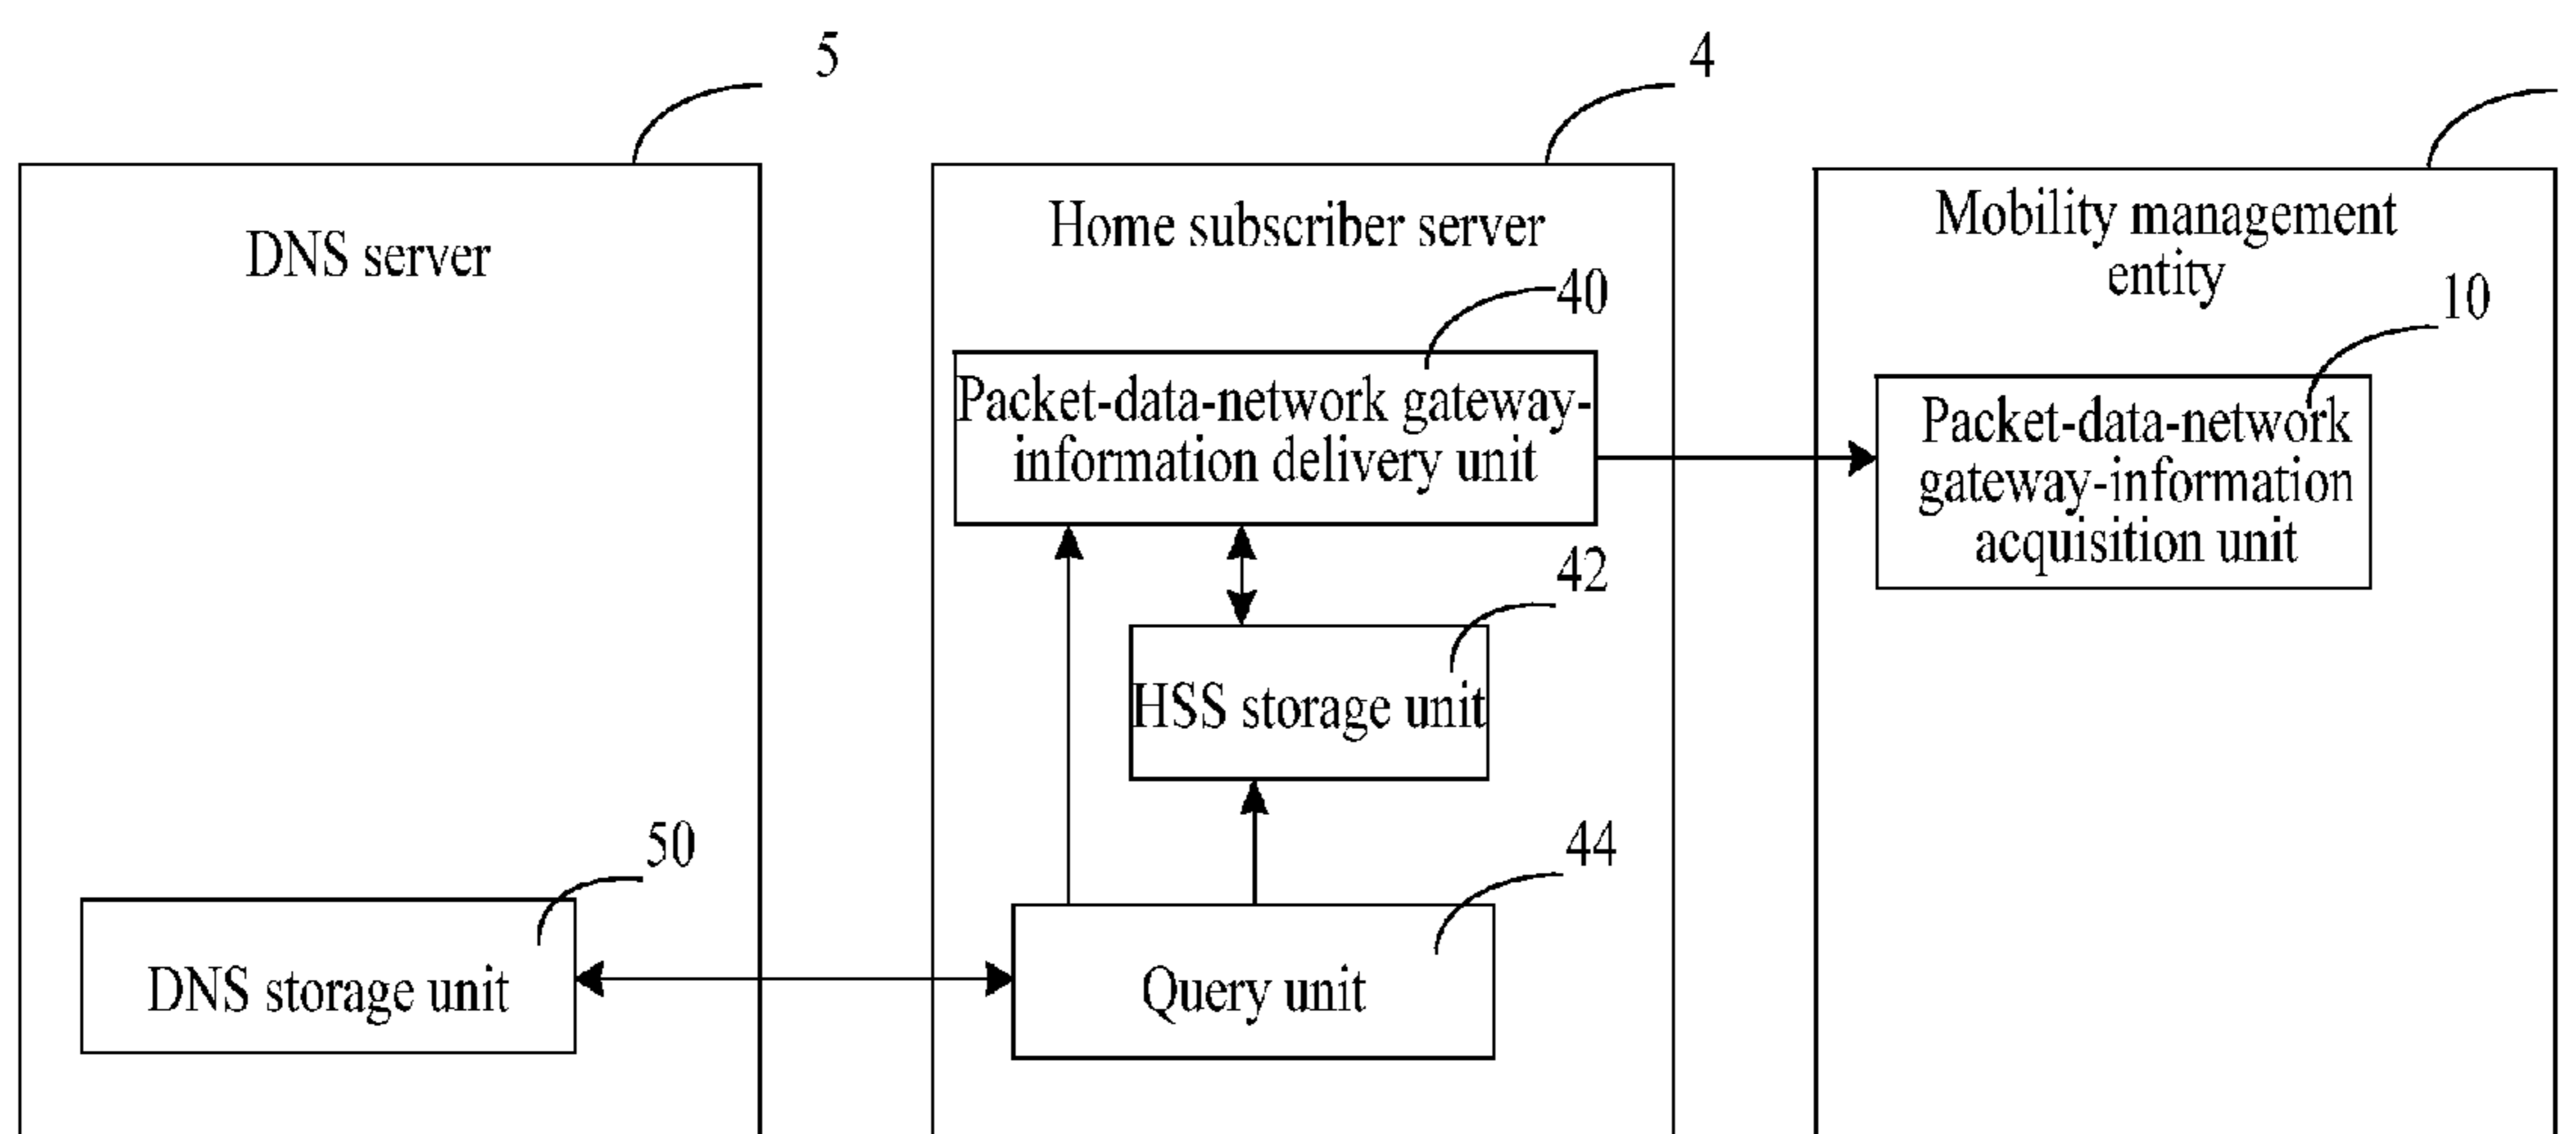 5
4
DNS server
Home subscriber server
Mobility management
entity
40
10
Packet-data-network gateway-
information delivery unit
Packet-data-network
gateway-information
acquisition unit
42
HSS storage unit
50
44
DNS storage unit
Query unit